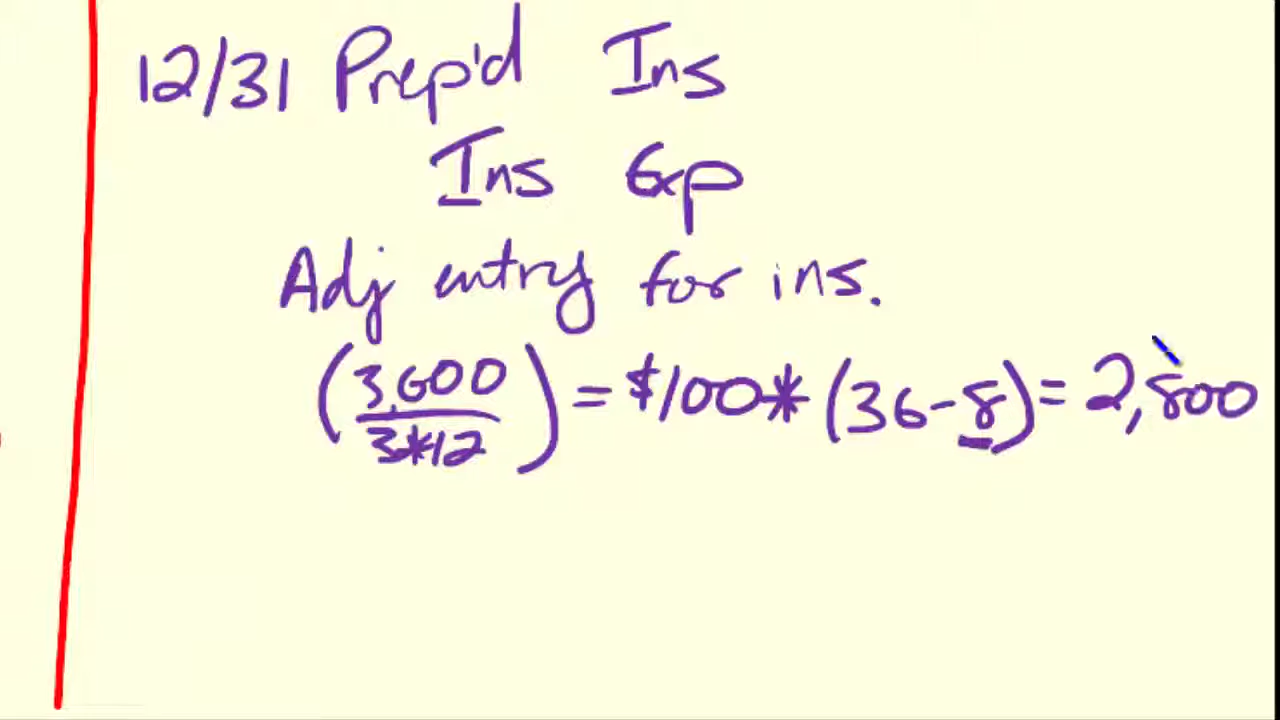 12/31 Prep'd Ins
Ins Exp
Adj entry for ins.
(3,600 / 3*12) = $100 * (36-8) = 2,800